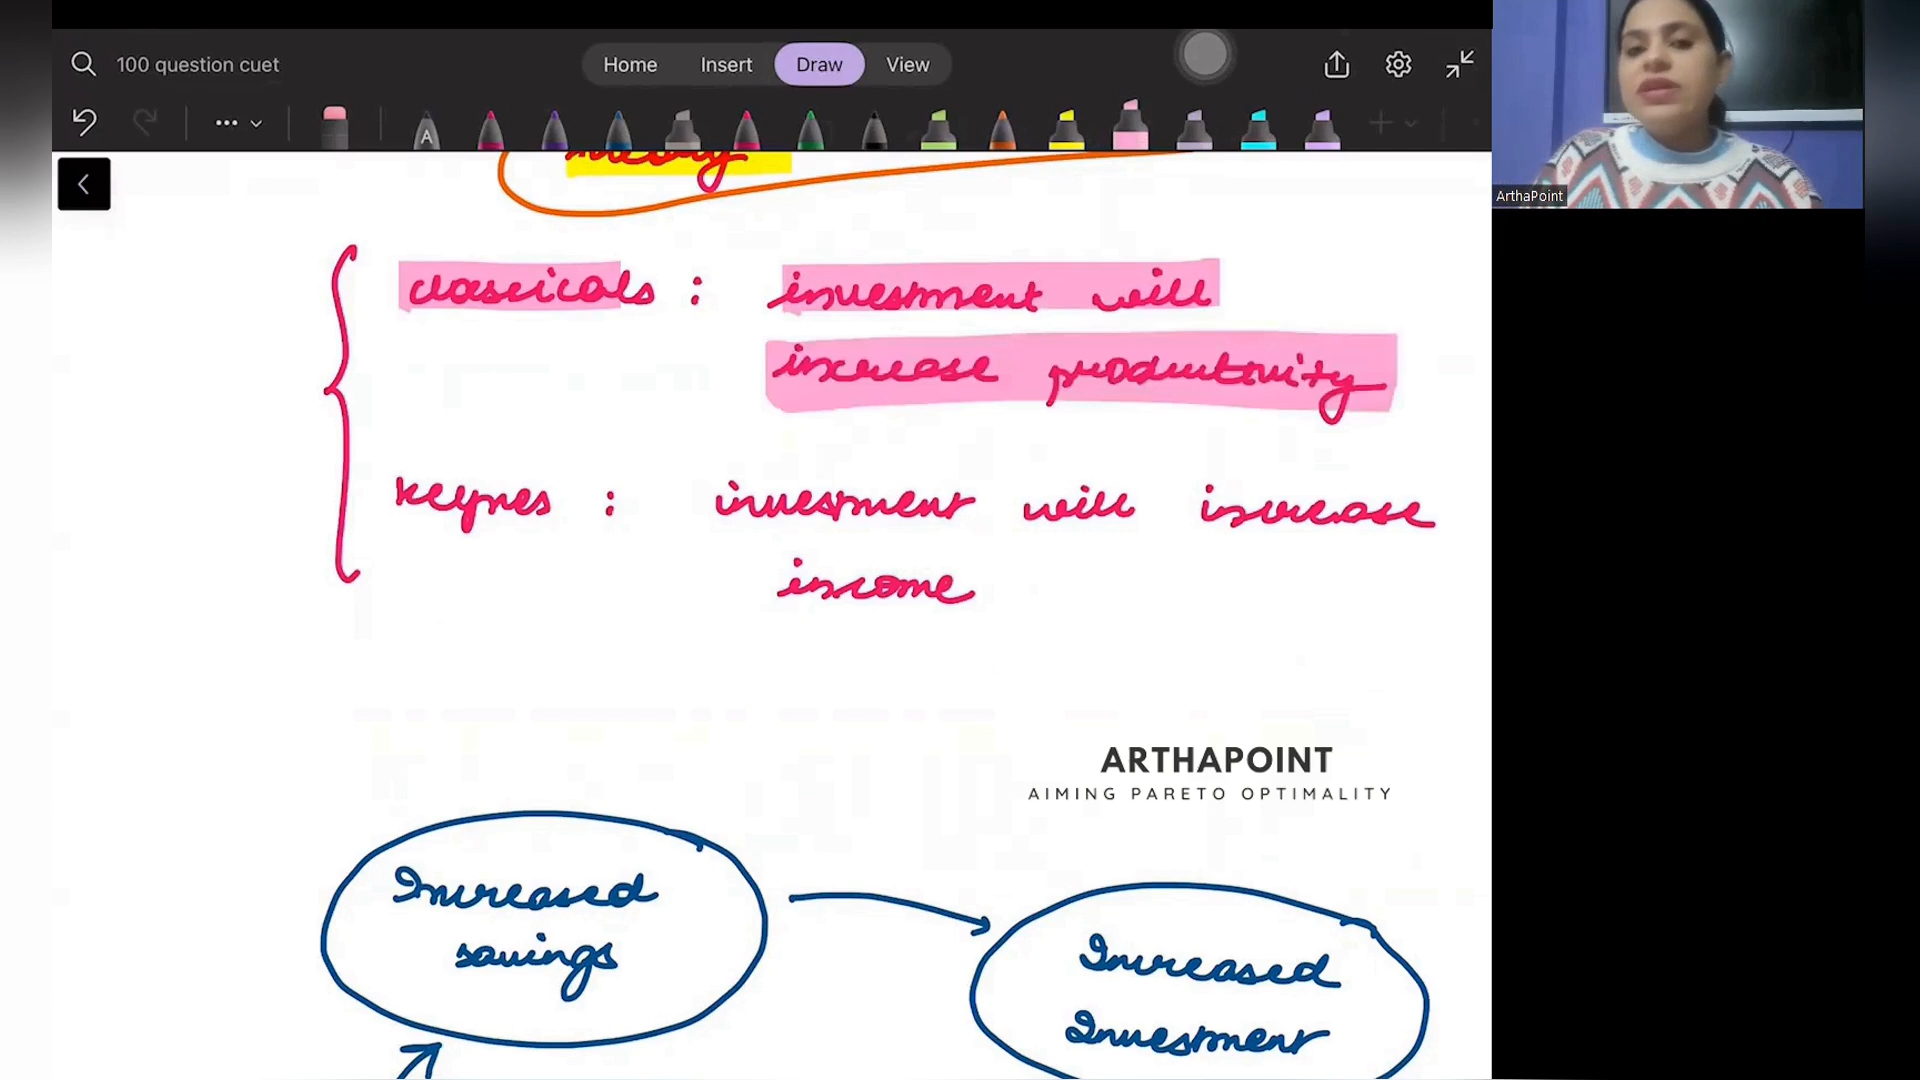 100 question cuet
Home Insert Draw View
A
ArthaPoint
theory
classicals : investment will
increase productivity
keynes : investment will increase
income
ARTHAPOINT
AIMING PARETO OPTIMALITY
Increased
savings
Increased
Investment